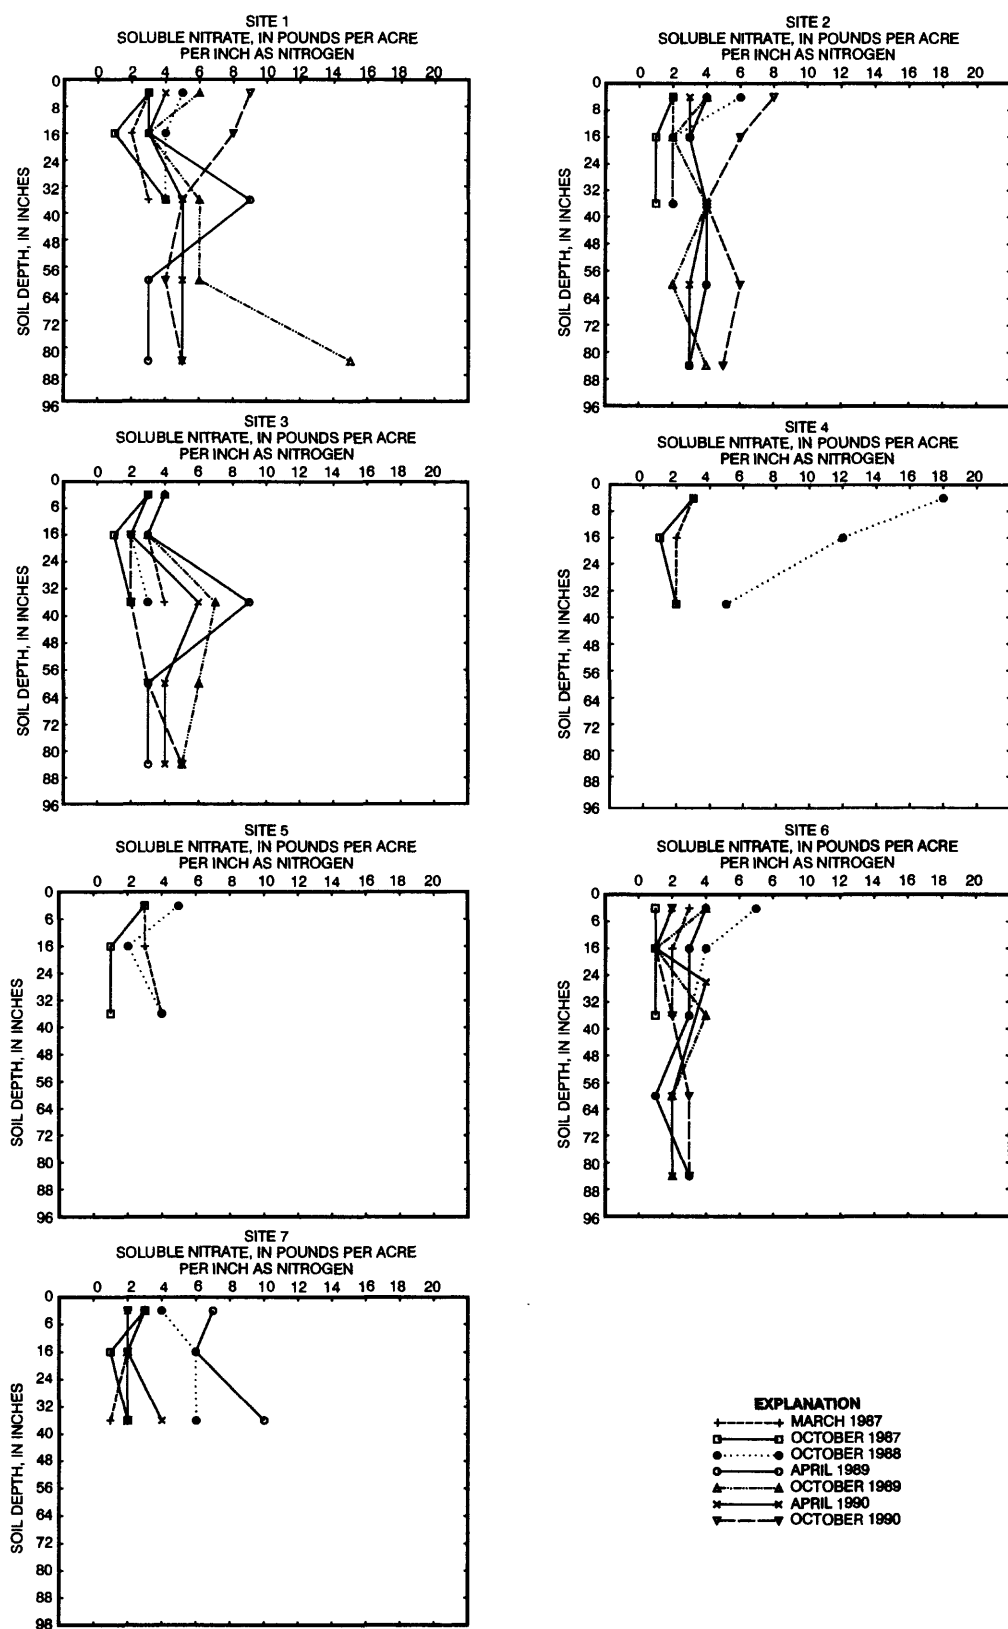 SITE 1
SOLUBLE NITRATE, IN POUNDS PER ACRE
PER INCH AS NITROGEN
0 2 4 6 8 10 12 14 16 18 20
SOIL DEPTH, IN INCHES
0
8
16
24
32
40
48
56
64
72
80
88
96
SITE 2
SOLUBLE NITRATE, IN POUNDS PER ACRE
PER INCH AS NITROGEN
0 2 4 6 8 10 12 14 16 18 20
SOIL DEPTH, IN INCHES
0
8
16
24
32
40
48
56
64
72
80
88
96
SITE 3
SOLUBLE NITRATE, IN POUNDS PER ACRE
PER INCH AS NITROGEN
0 2 4 6 8 10 12 14 16 18 20
SOIL DEPTH, IN INCHES
0
6
16
24
32
40
48
56
64
72
80
88
96
SITE 4
SOLUBLE NITRATE, IN POUNDS PER ACRE
PER INCH AS NITROGEN
0 2 4 6 8 10 12 14 16 18 20
SOIL DEPTH, IN INCHES
0
8
16
24
32
40
48
56
64
72
80
88
96
SITE 5
SOLUBLE NITRATE, IN POUNDS PER ACRE
PER INCH AS NITROGEN
0 2 4 6 8 10 12 14 16 18 20
SOIL DEPTH, IN INCHES
0
6
16
24
32
40
48
56
64
72
80
88
96
SITE 6
SOLUBLE NITRATE, IN POUNDS PER ACRE
PER INCH AS NITROGEN
0 2 4 6 8 10 12 14 16 18 20
SOIL DEPTH, IN INCHES
0
6
16
24
32
40
48
56
64
72
80
88
96
SITE 7
SOLUBLE NITRATE, IN POUNDS PER ACRE
PER INCH AS NITROGEN
0 2 4 6 8 10 12 14 16 18 20
SOIL DEPTH, IN INCHES
0
6
16
24
32
40
48
56
64
72
80
88
98
EXPLANATION
MARCH 1987
OCTOBER 1987
OCTOBER 1988
APRIL 1989
OCTOBER 1989
APRIL 1990
OCTOBER 1990